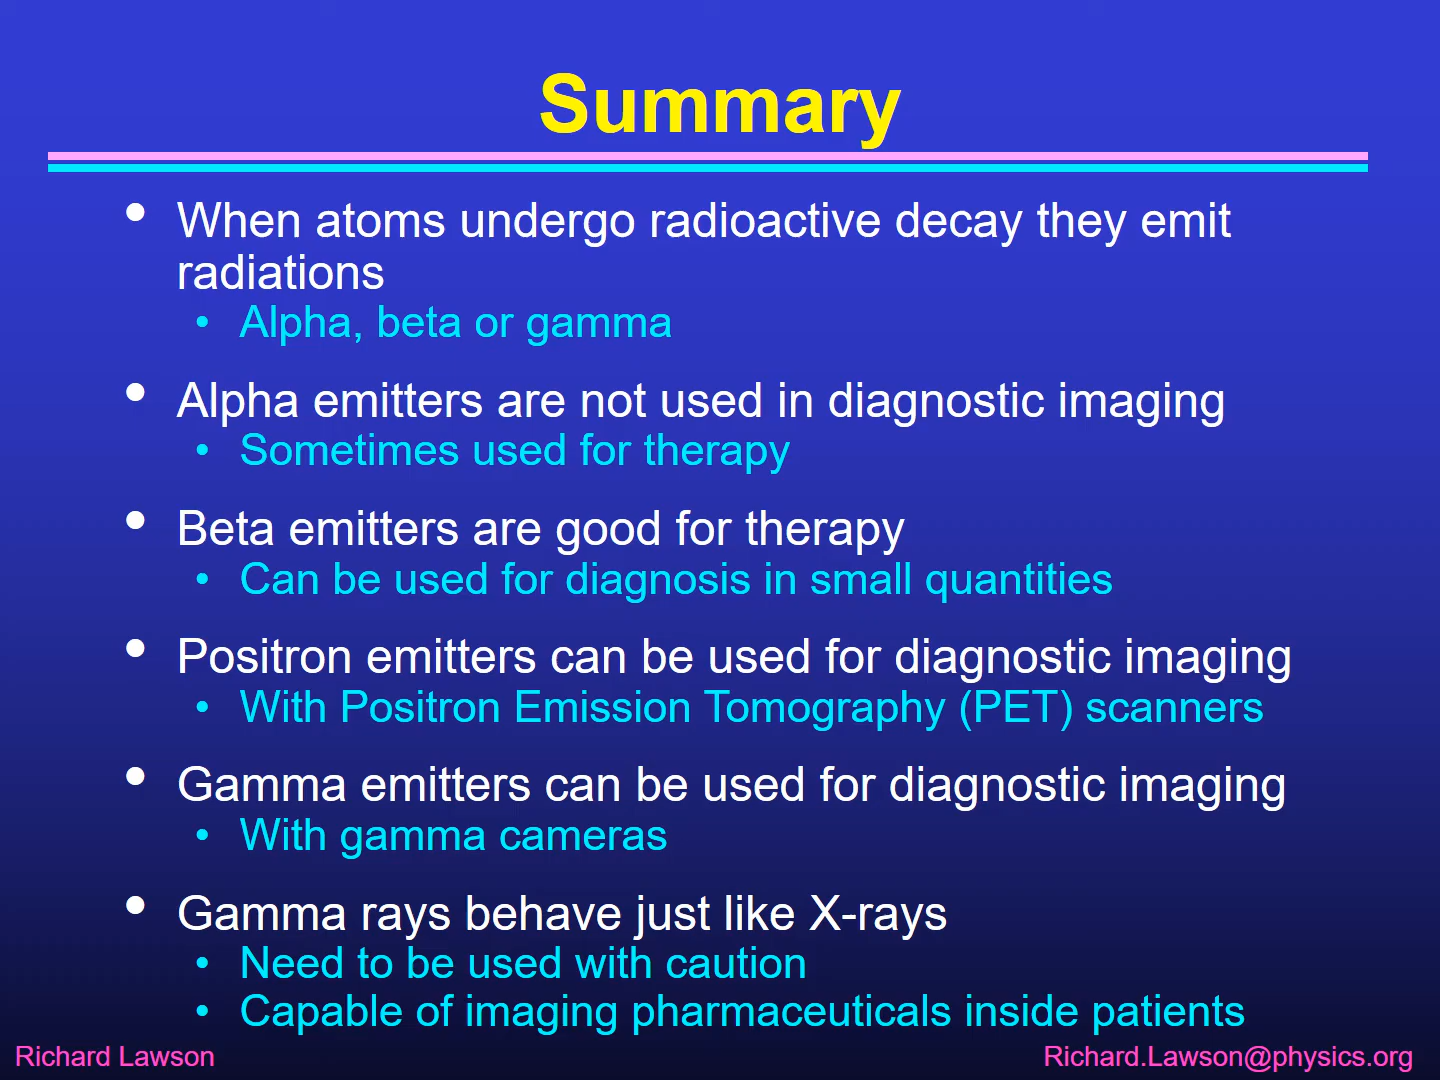 Summary
• When atoms undergo radioactive decay they emit
radiations
• Alpha, beta or gamma
• Alpha emitters are not used in diagnostic imaging
• Sometimes used for therapy
• Beta emitters are good for therapy
• Can be used for diagnosis in small quantities
• Positron emitters can be used for diagnostic imaging
• With Positron Emission Tomography (PET) scanners
• Gamma emitters can be used for diagnostic imaging
• With gamma cameras
• Gamma rays behave just like X-rays
• Need to be used with caution
• Capable of imaging pharmaceuticals inside patients
Richard Lawson
Richard.Lawson@physics.org